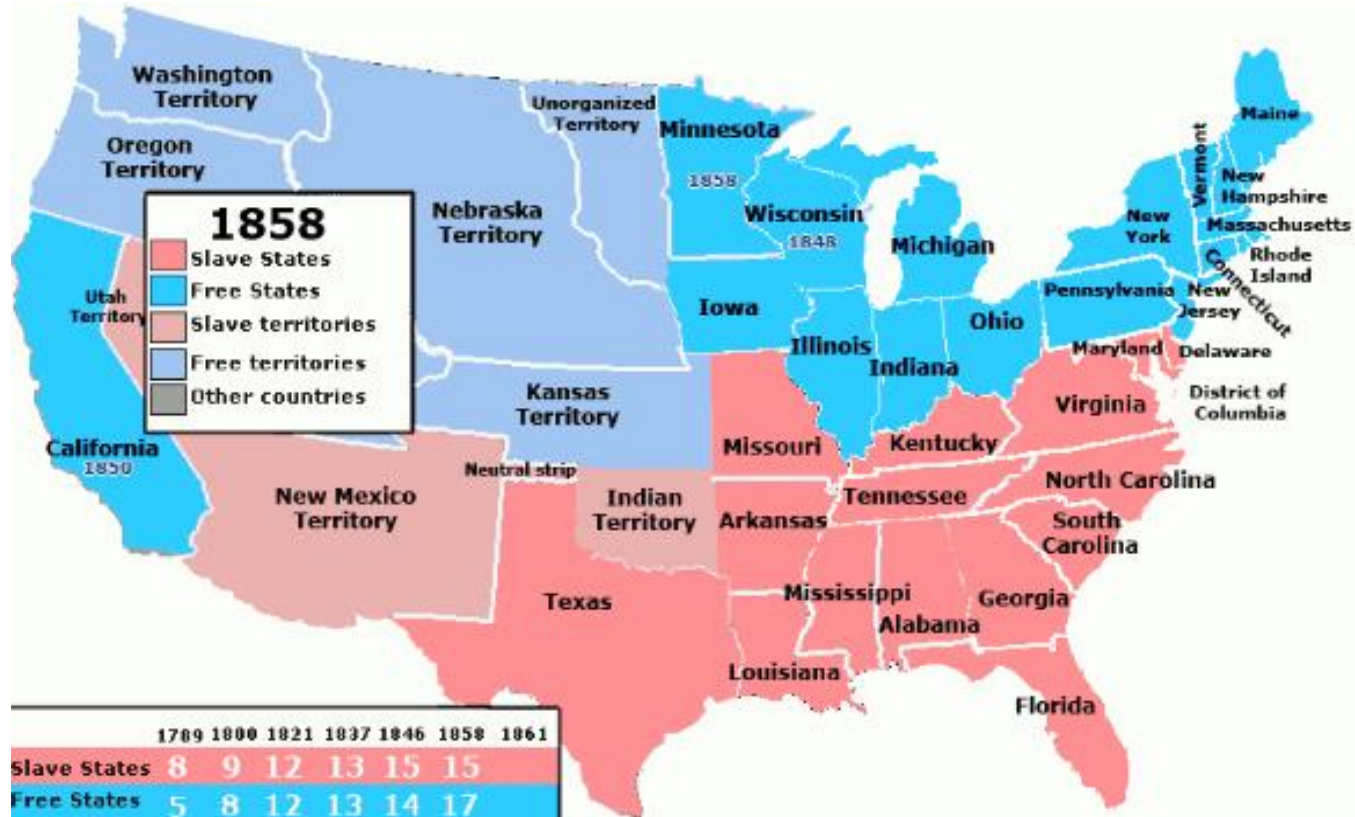 Washington
Territory
Oregon
Territory
Unorganized
Territory
Minnesota
1858
Nebraska
Territory
Wisconsin
1848
Michigan
Maine
Vermont
New
Hampshire
Massachusetts
New
York
Rhode
Island
Connecticut
1858
Slave States
Free States
Slave territories
Free territories
Other countries
Utah
Territory
Iowa
Illinois
Indiana
Ohio
Pennsylvania
New
Jersey
Maryland
Delaware
District of
Columbia
Kansas
Territory
Missouri
Kentucky
Virginia
California
1850
New Mexico
Territory
Neutral strip
Indian
Territory
Arkansas
Tennessee
North Carolina
South
Carolina
Texas
Mississippi
Alabama
Georgia
Louisiana
Florida
1789 1800 1821 1837 1846 1858 1861
Slave States 8 9 12 13 15 15
Free States 5 8 12 13 14 17